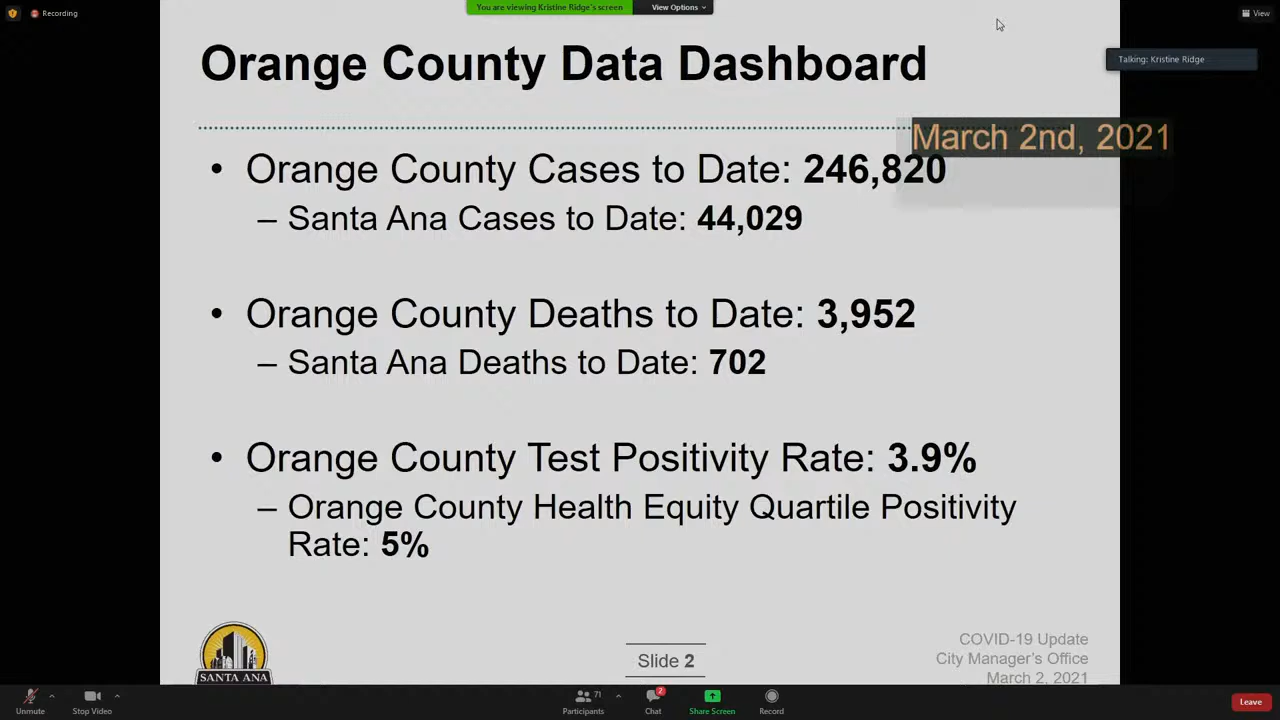 Recording
You are viewing Kristine Ridge's screen
View Options
View
Orange County Data Dashboard
Talking: Kristine Ridge
March 2nd, 2021
• Orange County Cases to Date: 246,820
– Santa Ana Cases to Date: 44,029
• Orange County Deaths to Date: 3,952
– Santa Ana Deaths to Date: 702
• Orange County Test Positivity Rate: 3.9%
– Orange County Health Equity Quartile Positivity
Rate: 5%
SANTA ANA
Slide 2
COVID-19 Update
City Manager's Office
March 2, 2021
Unmute
Stop Video
71
Participants
2
Chat
Share Screen
Record
Leave